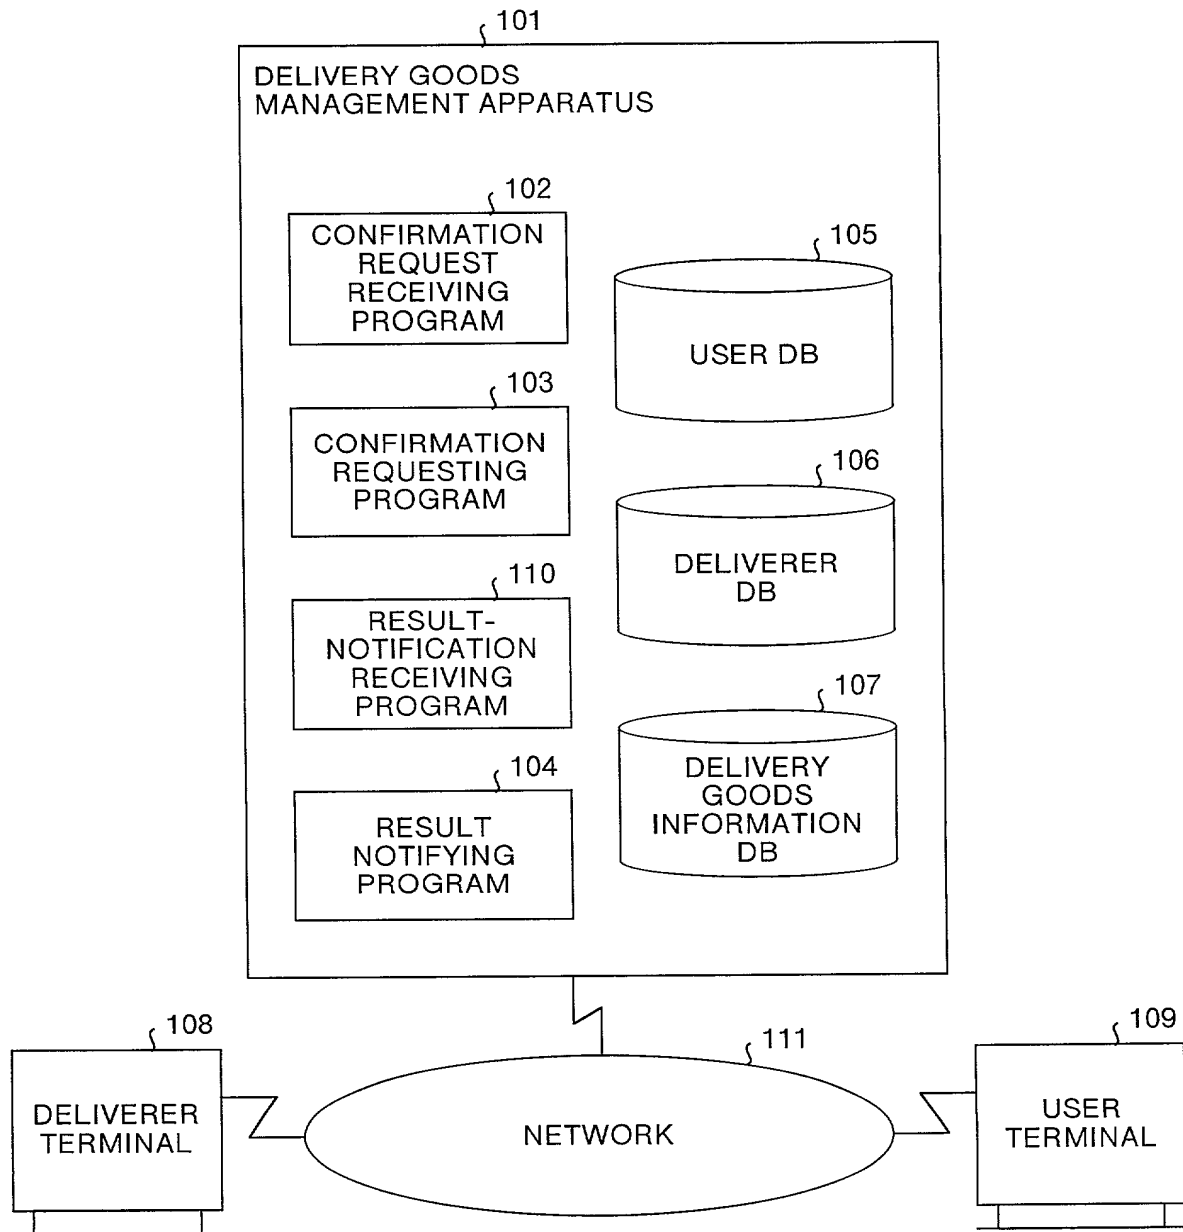 101
DELIVERY GOODS
MANAGEMENT APPARATUS
102
CONFIRMATION
REQUEST
RECEIVING
PROGRAM
103
CONFIRMATION
REQUESTING
PROGRAM
110
RESULT-
NOTIFICATION
RECEIVING
PROGRAM
104
RESULT
NOTIFYING
PROGRAM
105
USER DB
106
DELIVERER
DB
107
DELIVERY
GOODS
INFORMATION
DB
108
DELIVERER
TERMINAL
111
NETWORK
109
USER
TERMINAL